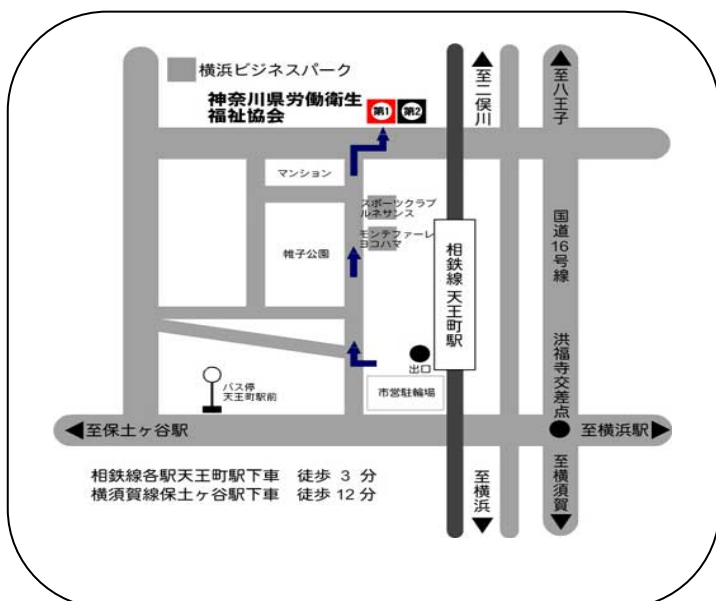 横浜ビジネスパーク
神奈川県労働衛生
福祉協会
第1
第2
至二俣川
至八王子
マンション
スポーツクラブ
ルネサンス
モンテファーレ
ヨコハマ
帷子公園
相鉄線 天王町駅
国道16号線
洪福寺交差点
出口
市営駐輪場
バス停
天王町駅前
至保土ヶ谷駅
至横浜駅
至横浜
至横須賀
相鉄線各駅天王町駅下車 徒歩 3 分
横須賀線保土ヶ谷駅下車 徒歩 12 分